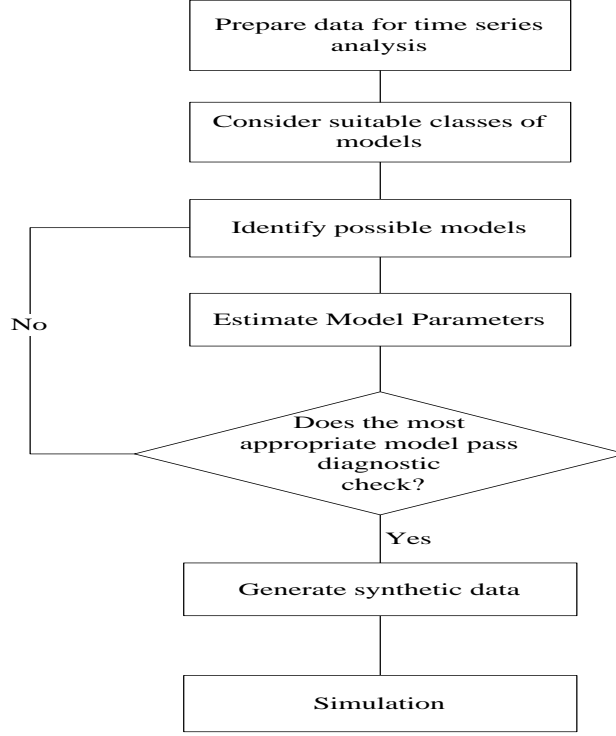 Prepare data for time series
analysis
Consider suitable classes of
models
Identify possible models
No
Estimate Model Parameters
Does the most
appropriate model pass
diagnostic
check?
Yes
Generate synthetic data
Simulation